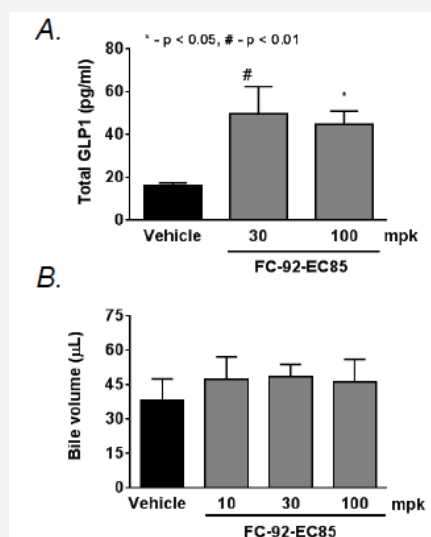 A.
* - p < 0.05, # - p < 0.01
Total GLP1 (pg/ml)
80
60
40
20
0
#
*
Vehicle 30 100 mpk
FC-92-EC85
B.
Bile volume (µL)
75
60
45
30
15
0
Vehicle 10 30 100 mpk
FC-92-EC85